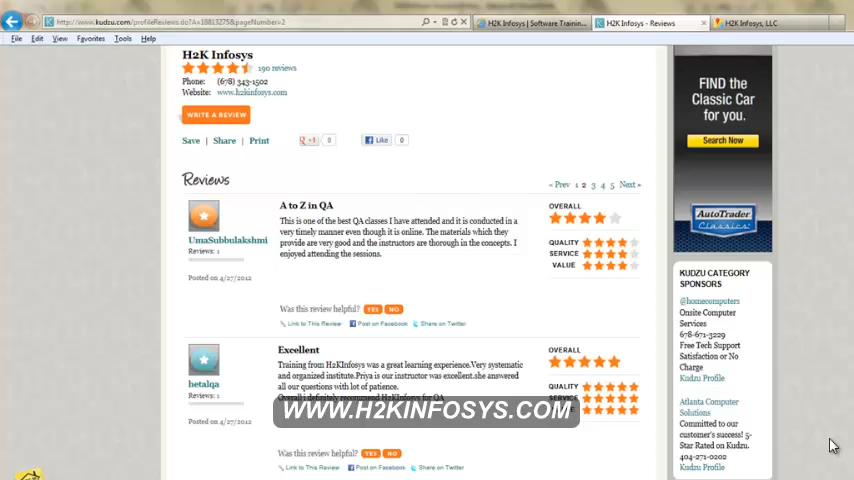 http://www.kudzu.com/profileReviews.do?A=18813275&pageNumber=2
H2K Infosys | Software Trainin...
H2K Infosys - Reviews
H2K Infosys, LLC
File Edit View Favorites Tools Help
H2K Infosys
190 reviews
Phone: (678) 343-1502
Website: www.h2kinfosys.com
WRITE A REVIEW
Save | Share | Print
+1 0
Like 0
Reviews
« Prev 1 2 3 4 5 Next »
A to Z in QA
This is one of the best QA classes I have attended and it is conducted in a
very timely manner even though it is online. The materials which they
provide are very good and the instructors are thorough in the concepts. I
enjoyed attending the sessions.
UmaSubbulakshmi
Reviews: 1
Posted on 4/27/2012
OVERALL
QUALITY
SERVICE
VALUE
Was this review helpful? YES NO
Link to This Review Post on Facebook Share on Twitter
Excellent
Training from H2KInfosys was a great learning experience.Very systematic
and organized institute.Priya is our instructor was excellent.she answered
all our questions with lot of patience.
Overall i definitely recommend H2KInfosys for QA
hetalqa
Reviews: 1
Posted on 4/27/2012
OVERALL
QUALITY
SERVICE
WWW.H2KINFOSYS.COM
Was this review helpful? YES NO
Link to This Review Post on Facebook Share on Twitter
FIND the
Classic Car
for you.
Search Now
AutoTrader
Classics
KUDZU CATEGORY
SPONSORS
@homecomputers
Onsite Computer
Services
678-671-3229
Free Tech Support
Satisfaction or No
Charge
Kudzu Profile
Atlanta Computer
Solutions
Committed to our
customer's success! 5-
Star Rated on Kudzu.
404-271-0202
Kudzu Profile